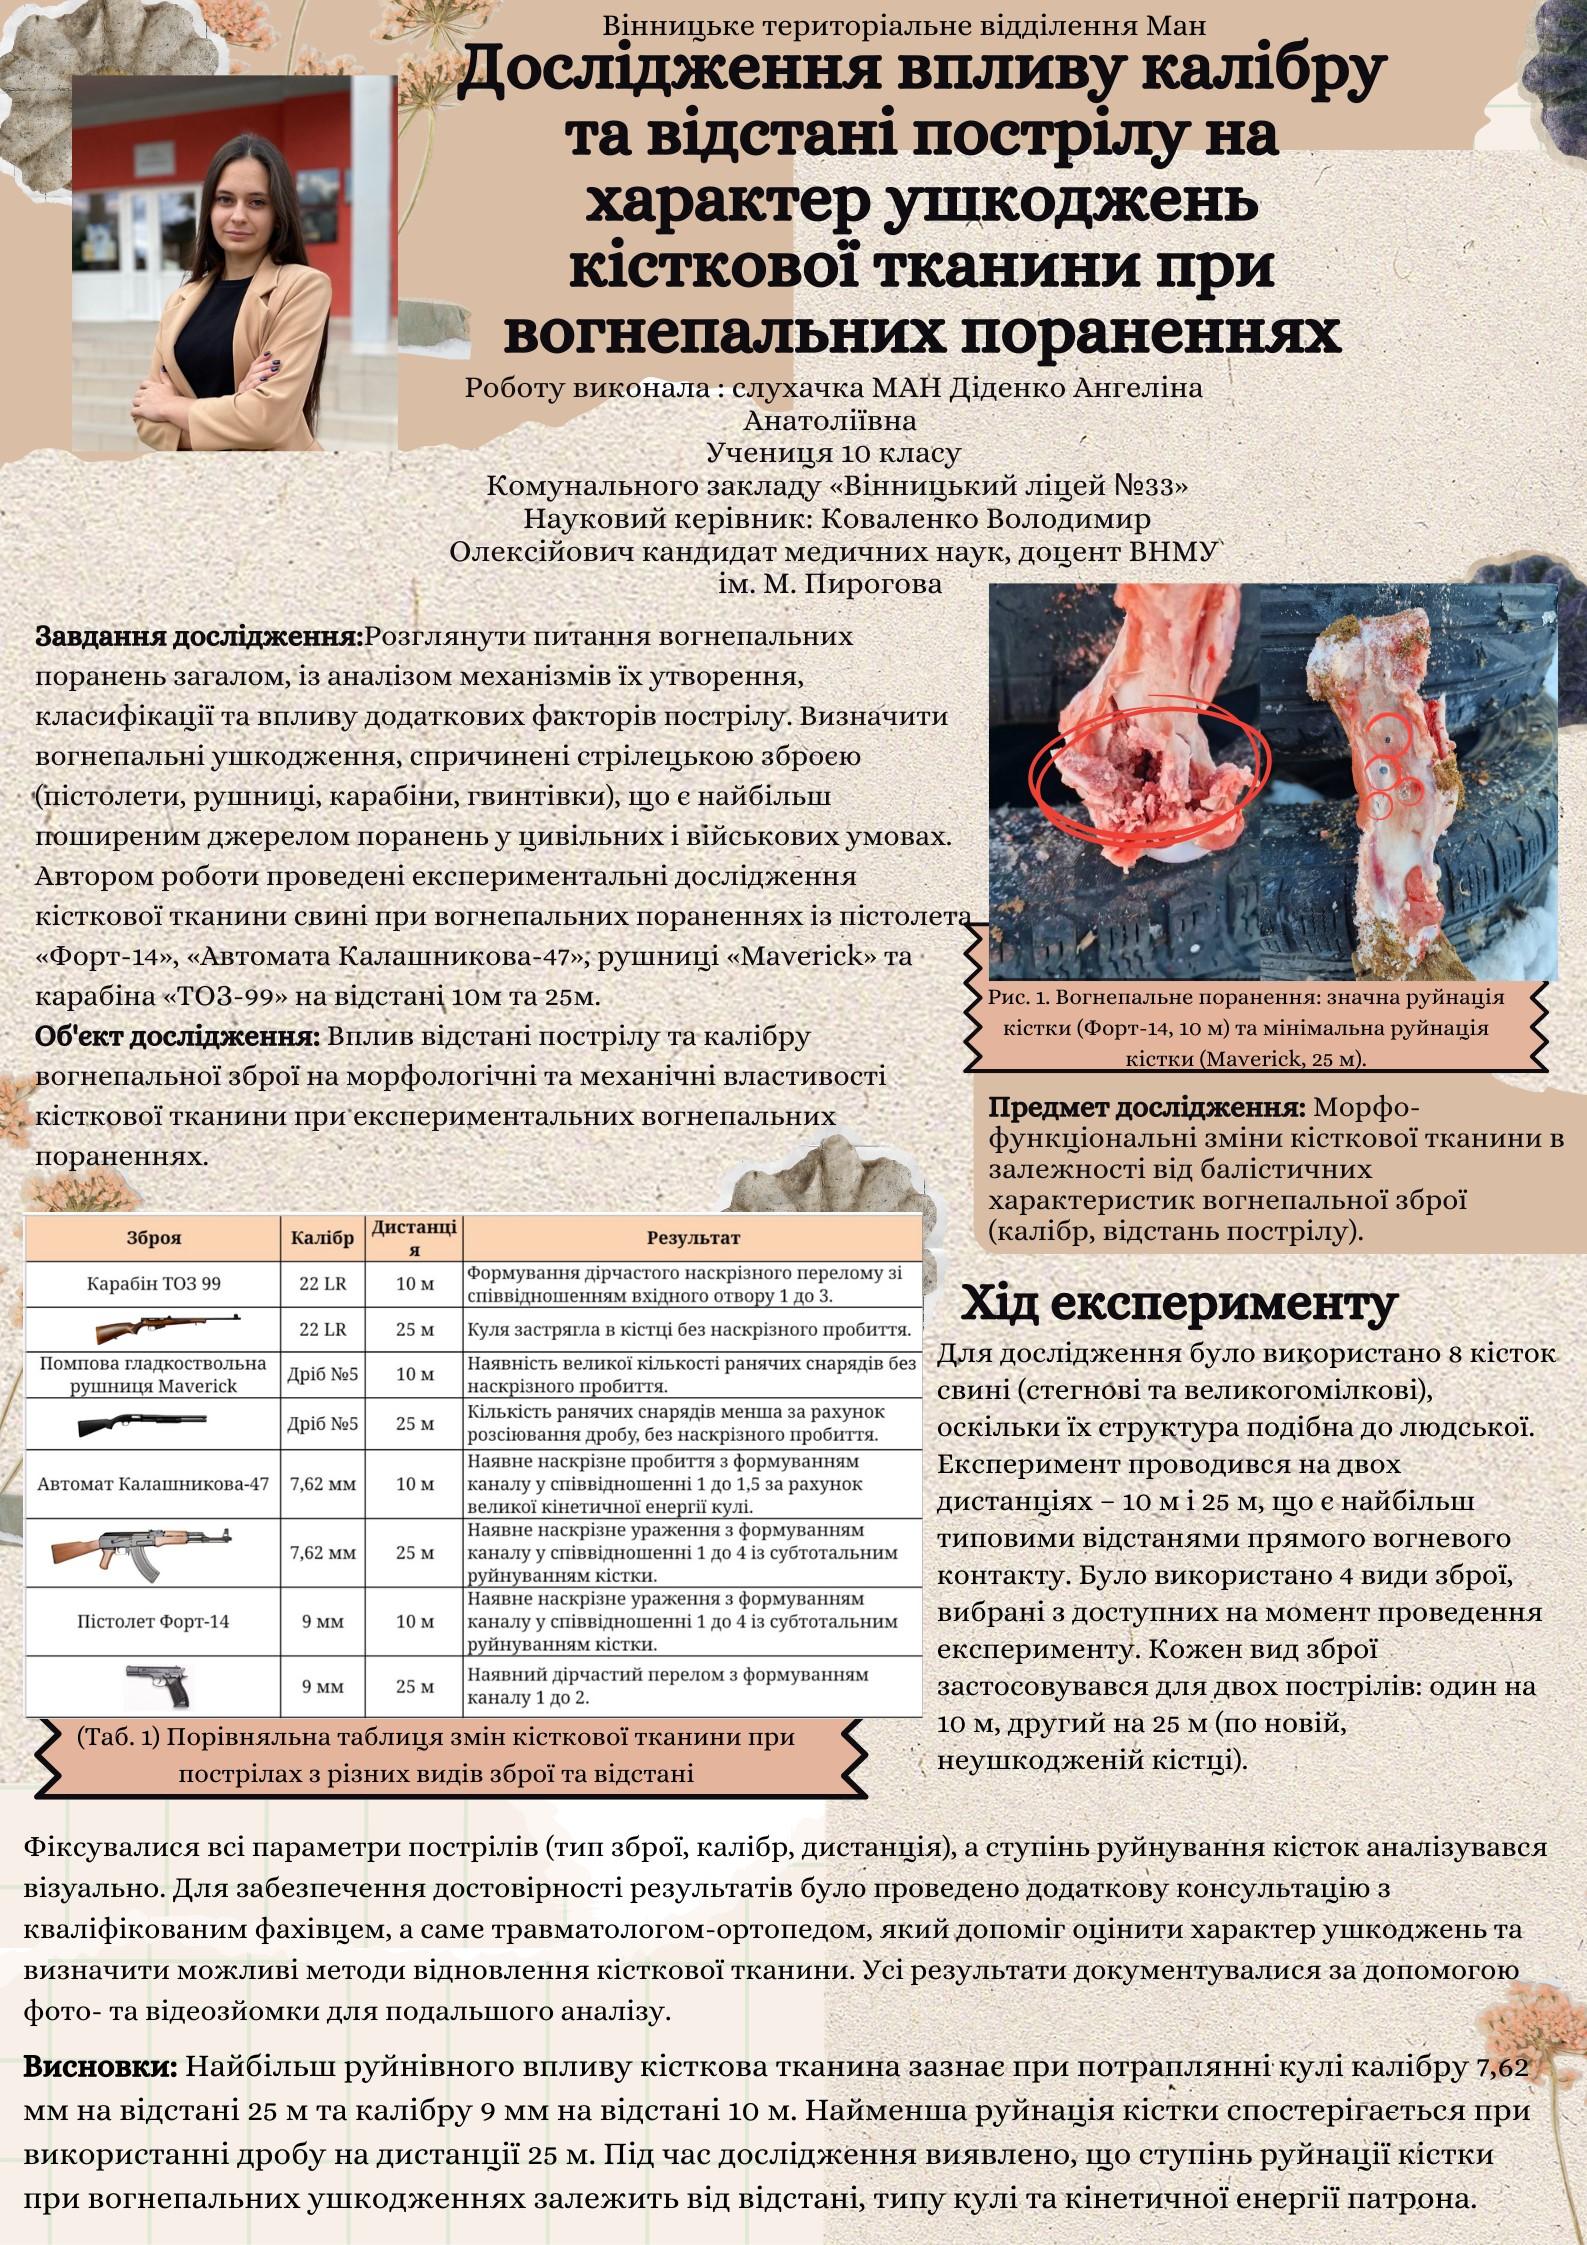 Вінницьке територіальне відділення Ман
Дослідження впливу калібру
та відстані пострілу на
характер ушкоджень
кісткової тканини при
вогнепальних пораненнях
Роботу виконала : слухачка МАН Діденко Ангеліна
Анатоліївна
Учениця 10 класу
Комунального закладу «Вінницький ліцей №33»
Науковий керівник: Коваленко Володимир
Олексійович кандидат медичних наук, доцент ВНМУ
ім. М. Пирогова
Завдання дослідження:Розглянути питання вогнепальних
поранень загалом, із аналізом механізмів їх утворення,
класифікації та впливу додаткових факторів пострілу. Визначити
вогнепальні ушкодження, спричинені стрілецькою зброєю
(пістолети, рушниці, карабіни, гвинтівки), що є найбільш
поширеним джерелом поранень у цивільних і військових умовах.
Автором роботи проведені експериментальні дослідження
кісткової тканини свині при вогнепальних пораненнях із пістолета
«Форт-14», «Автомата Калашникова-47»; рушниці «Maverick» та
карабіна «ТОЗ-99» на відстані 10м та 25м.
Об'єкт дослідження: Вплив відстані пострілу та калібру
вогнепальної зброї на морфологічні та механічні властивості
кісткової тканини при експериментальних вогнепальних
пораненнях.
Рис. 1. Вогнепальне поранення: значна руйнація
кістки (Форт-14, 10 м) та мінімальна руйнація
кістки (Maverick, 25 м).
Предмет дослідження: Морфо-
функціональні зміни кісткової тканини в
залежності від балістичних
характеристик вогнепальної зброї
(калібр, відстань пострілу).
Зброя Калібр Дистанці
я Результат
Карабін ТОЗ 99 22 LR 10 м Формування дірчастого наскрізного перелому зі
співвідношенням вхідного отвору 1 до 3.
22 LR 25 м Куля застрягла в кістці без наскрізного пробиття.
Помпова гладкоствольна
рушниця Maverick Дріб №5 10 м Наявність великої кількості ранячих снарядів без
наскрізного пробиття.
Дріб №5 25 м Кількість ранячих снарядів менша за рахунок
розсіювання дробу, без наскрізного пробиття.
Автомат Калашникова-47 7,62 мм 10 м Наявне наскрізне пробиття з формуванням
каналу у співвідношенні 1 до 1,5 за рахунок
великої кінетичної енергії кулі.
7,62 мм 25 м Наявне наскрізне ураження з формуванням
каналу у співвідношенні 1 до 4 із субтотальним
руйнуванням кістки.
Пістолет Форт-14 9 мм 10 м Наявне наскрізне ураження з формуванням
каналу у співвідношенні 1 до 4 із субтотальним
руйнуванням кістки.
9 мм 25 м Наявний дірчастий перелом з формуванням
каналу 1 до 2.
(Таб. 1) Порівняльна таблиця змін кісткової тканини при
пострілах з різних видів зброї та відстані
Хід експерименту
Для дослідження було використано 8 кісток
свині (стегнові та великогомілкові),
оскільки їх структура подібна до людської.
Експеримент проводився на двох
дистанціях – 10 м і 25 м, що є найбільш
типовими відстанями прямого вогневого
контакту. Було використано 4 види зброї,
вибрані з доступних на момент проведення
експерименту. Кожен вид зброї
застосовувався для двох пострілів: один на
10 м, другий на 25 м (по новій,
неушкодженій кістці).
Фіксувалися всі параметри пострілів (тип зброї, калібр, дистанція), а ступінь руйнування кісток аналізувався
візуально. Для забезпечення достовірності результатів було проведено додаткову консультацію з
кваліфікованим фахівцем, а саме травматологом-ортопедом, який допоміг оцінити характер ушкоджень та
визначити можливі методи відновлення кісткової тканини. Усі результати документувалися за допомогою
фото- та відеозйомки для подальшого аналізу.
Висновки: Найбільш руйнівного впливу кісткова тканина зазнає при потраплянні кулі калібру 7,62
мм на відстані 25 м та калібру 9 мм на відстані 10 м. Найменша руйнація кістки спостерігається при
використанні дробу на дистанції 25 м. Під час дослідження виявлено, що ступінь руйнації кістки
при вогнепальних ушкодженнях залежить від відстані, типу кулі та кінетичної енергії патрона.